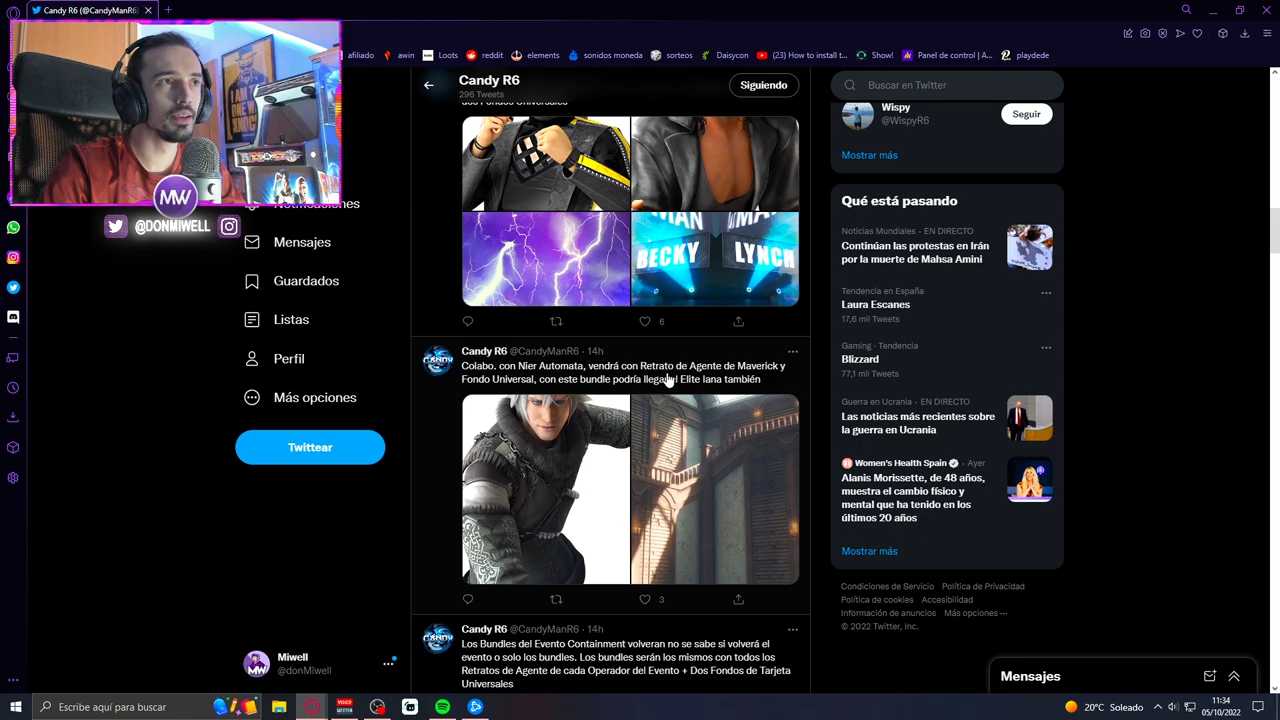 Candy R6 (@CandyManR6)
afiliado
awin
Loots
reddit
elements
sonidos moneda
sorteos
Daisycon
(23) How to install t...
Show!
Panel de control | A...
playdede
MW
@DONMIWELL
Notificaciones
Mensajes
Guardados
Listas
Perfil
Más opciones
Twittear
Miwell
@donMiwell
Candy R6
296 Tweets
Siguiendo
dos Fondos Universales
MAN
MAN
BECKY
LYNCH
6
Candy R6 @CandyManR6 · 14h
Colabo. con Nier Automata, vendrá con Retrato de Agente de Maverick y
Fondo Universal, con este bundle podría llegar el Elite Iana también
3
Candy R6 @CandyManR6 · 14h
Los Bundles del Evento Containment volveran no se sabe si volverá el
evento o solo los bundles. Los bundles serán los mismos con todos los
Retratos de Agente de cada Operador del Evento + Dos Fondos de Tarjeta
Universales
Buscar en Twitter
Wispy
@WispyR6
Seguir
Mostrar más
Qué está pasando
Noticias Mundiales · EN DIRECTO
Continúan las protestas en Irán
por la muerte de Mahsa Amini
Tendencia en España
Laura Escanes
17,6 mil Tweets
Gaming · Tendencia
Blizzard
77,1 mil Tweets
Guerra en Ucrania · EN DIRECTO
Las noticias más recientes sobre
la guerra en Ucrania
Women's Health Spain · Ayer
Alanis Morissette, de 48 años,
muestra el cambio físico y
mental que ha tenido en los
últimos 20 años
Mostrar más
Condiciones de Servicio Política de Privacidad
Política de cookies Accesibilidad
Información de anuncios Más opciones ···
© 2022 Twitter, Inc.
Mensajes
Escribe aquí para buscar
20°C Soleado
11:34
05/10/2022